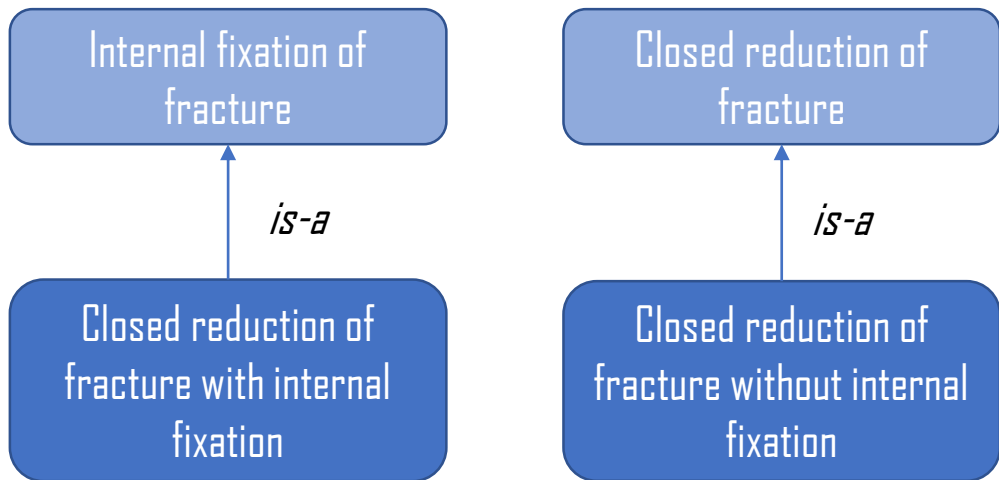 Internal fixation of
fracture
Closed reduction of
fracture
is-a
is-a
Closed reduction of
fracture with internal
fixation
Closed reduction of
fracture without internal
fixation